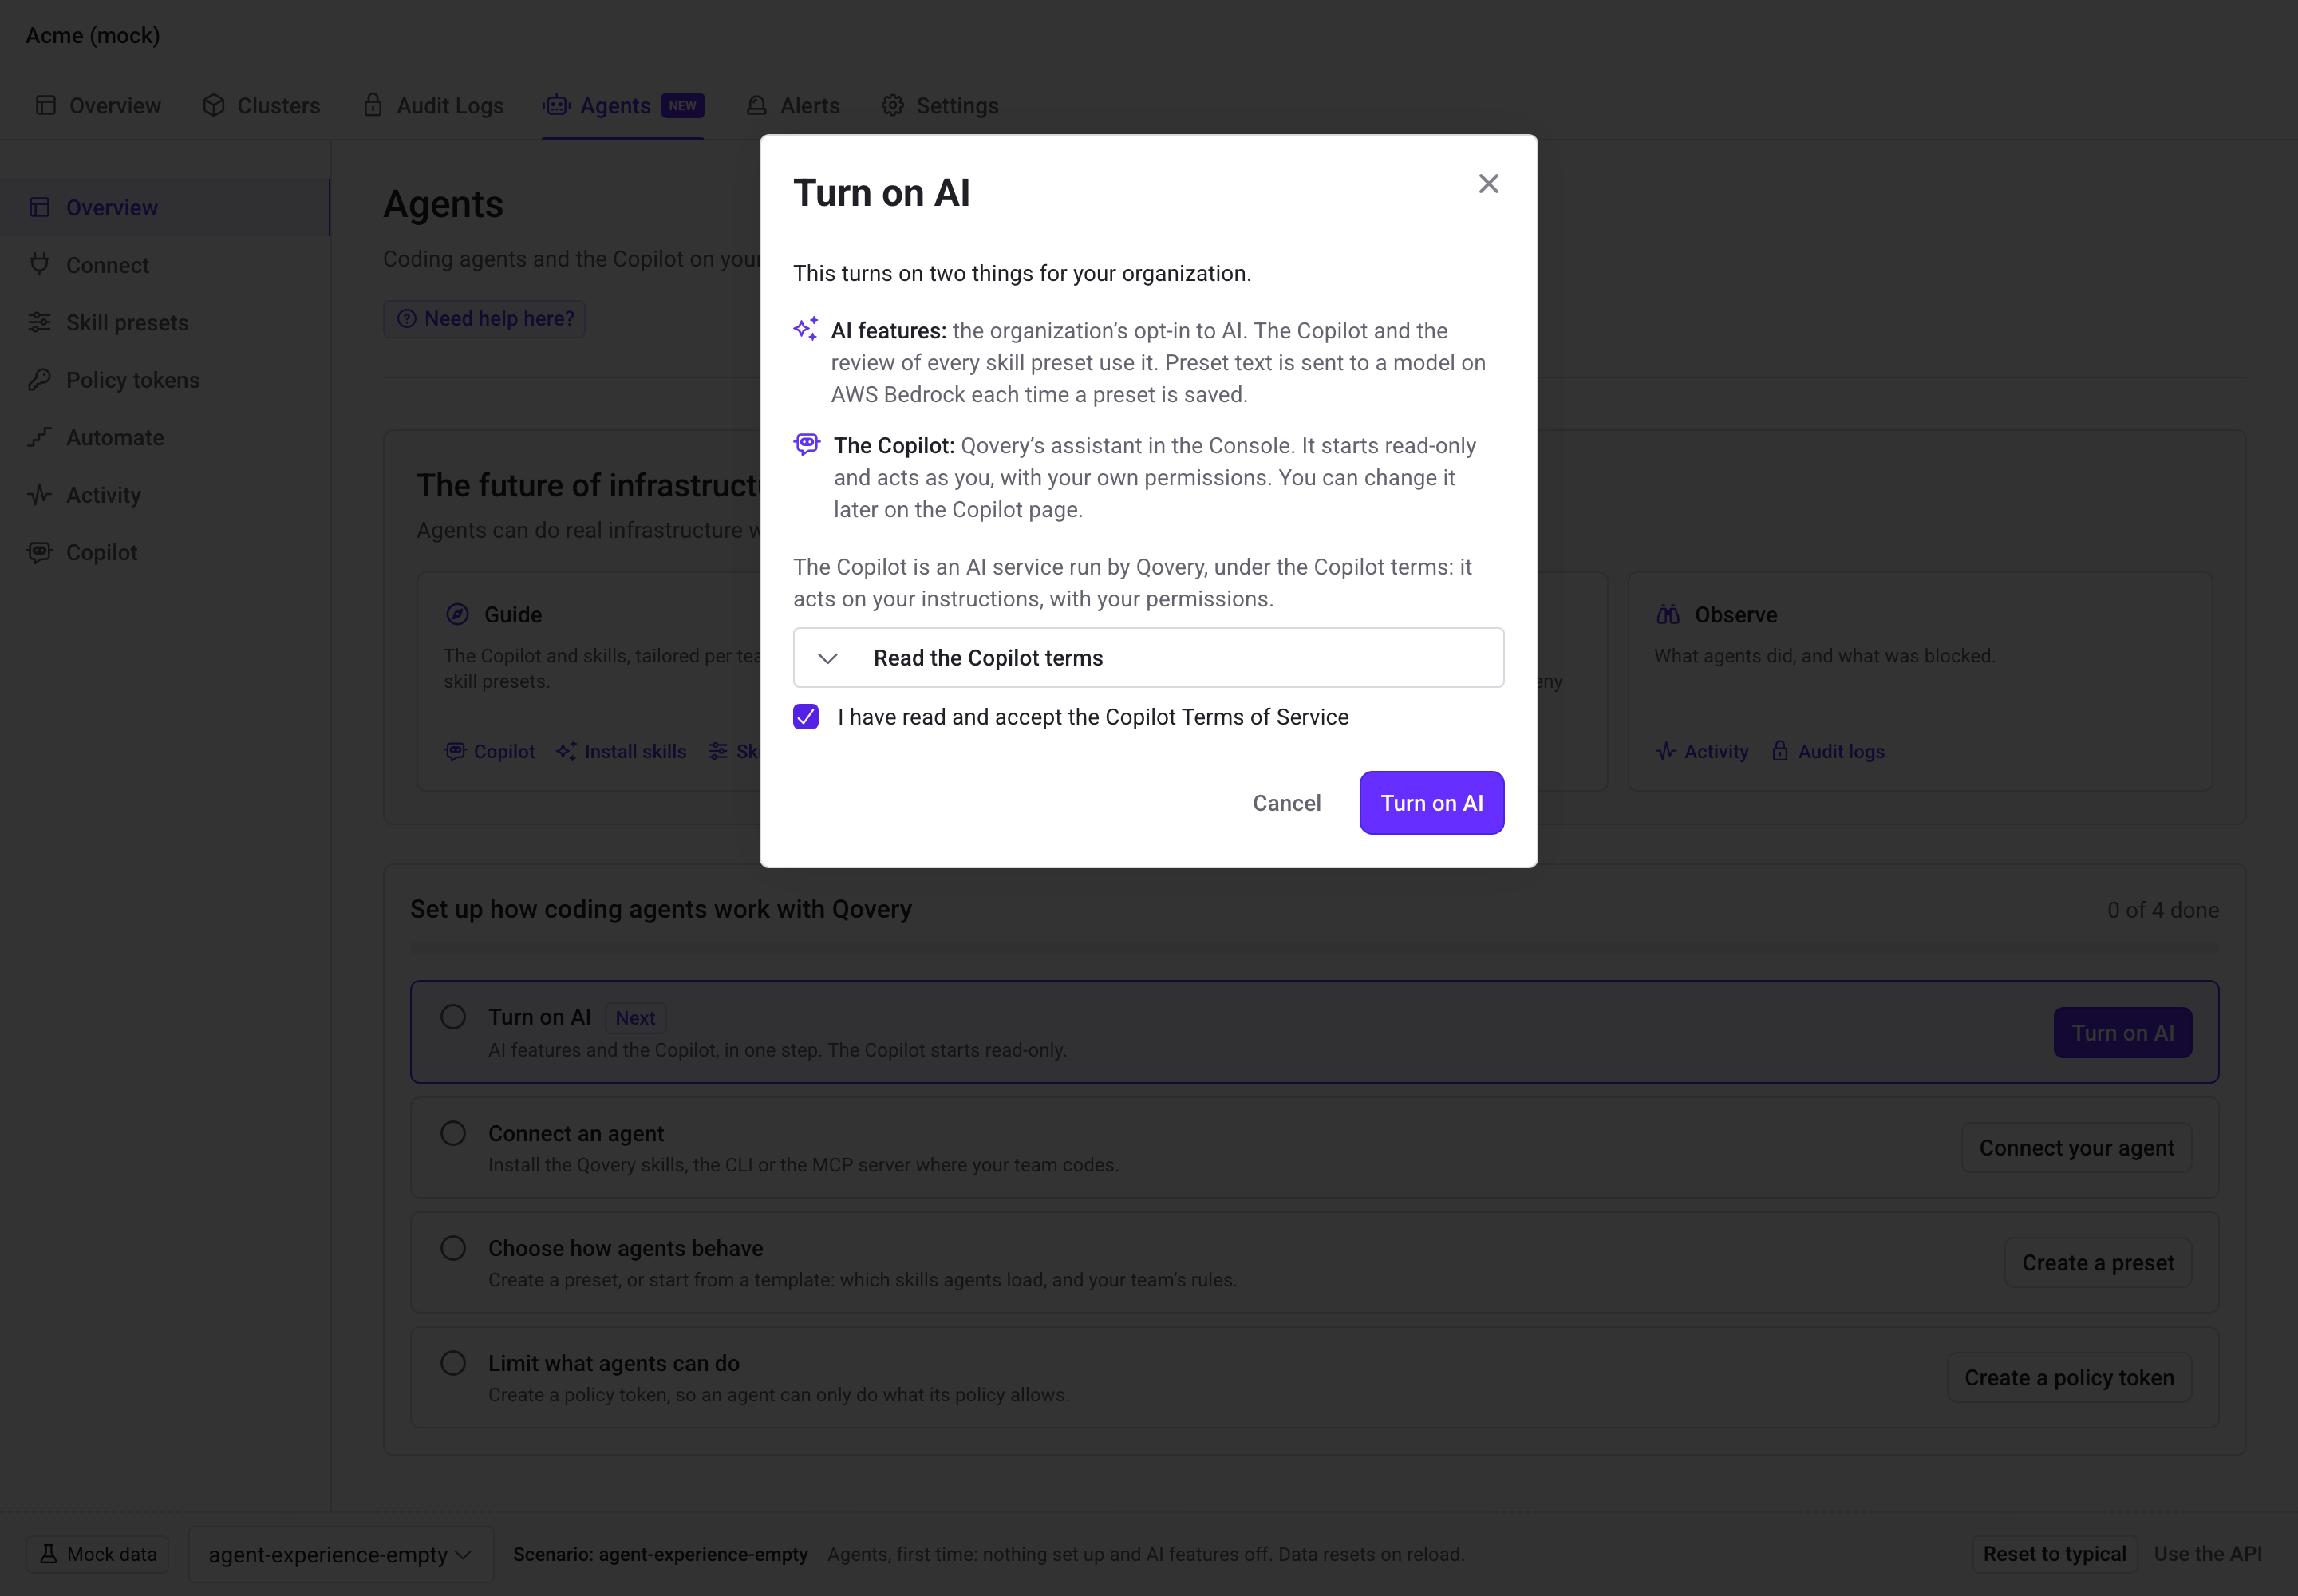 Acme (mock)
Overview
Clusters
Audit Logs
Agents NEW
Alerts
Settings
Overview
Connect
Skill presets
Policy tokens
Automate
Activity
Copilot
Agents
Coding agents and the Copilot on your
Need help here?
The future of infrastruct
Agents can do real infrastructure w
Guide
The Copilot and skills, tailored per tea
skill presets.
Copilot
Install skills
Sk
eny
Observe
What agents did, and what was blocked.
Activity
Audit logs
Turn on AI
This turns on two things for your organization.
AI features: the organization’s opt-in to AI. The Copilot and the
review of every skill preset use it. Preset text is sent to a model on
AWS Bedrock each time a preset is saved.
The Copilot: Qovery’s assistant in the Console. It starts read-only
and acts as you, with your own permissions. You can change it
later on the Copilot page.
The Copilot is an AI service run by Qovery, under the Copilot terms: it
acts on your instructions, with your permissions.
Read the Copilot terms
I have read and accept the Copilot Terms of Service
Cancel
Turn on AI
Set up how coding agents work with Qovery
0 of 4 done
Turn on AI Next
AI features and the Copilot, in one step. The Copilot starts read-only.
Turn on AI
Connect an agent
Install the Qovery skills, the CLI or the MCP server where your team codes.
Connect your agent
Choose how agents behave
Create a preset, or start from a template: which skills agents load, and your team’s rules.
Create a preset
Limit what agents can do
Create a policy token, so an agent can only do what its policy allows.
Create a policy token
Mock data
agent-experience-empty
Scenario: agent-experience-empty
Agents, first time: nothing set up and AI features off. Data resets on reload.
Reset to typical
Use the API